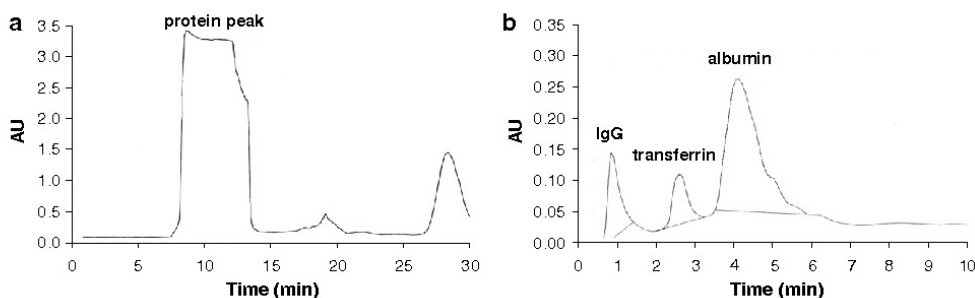 a
protein peak
3.5
3.0
2.5
2.0
1.5
1.0
0.5
0.0
AU
0 5 10 15 20 25 30
Time (min)
b
0.35
0.30
0.25
0.20
0.15
0.10
0.05
0.00
AU
albumin
IgG
transferrin
0 1 2 3 4 5 6 7 8 9 10
Time (min)